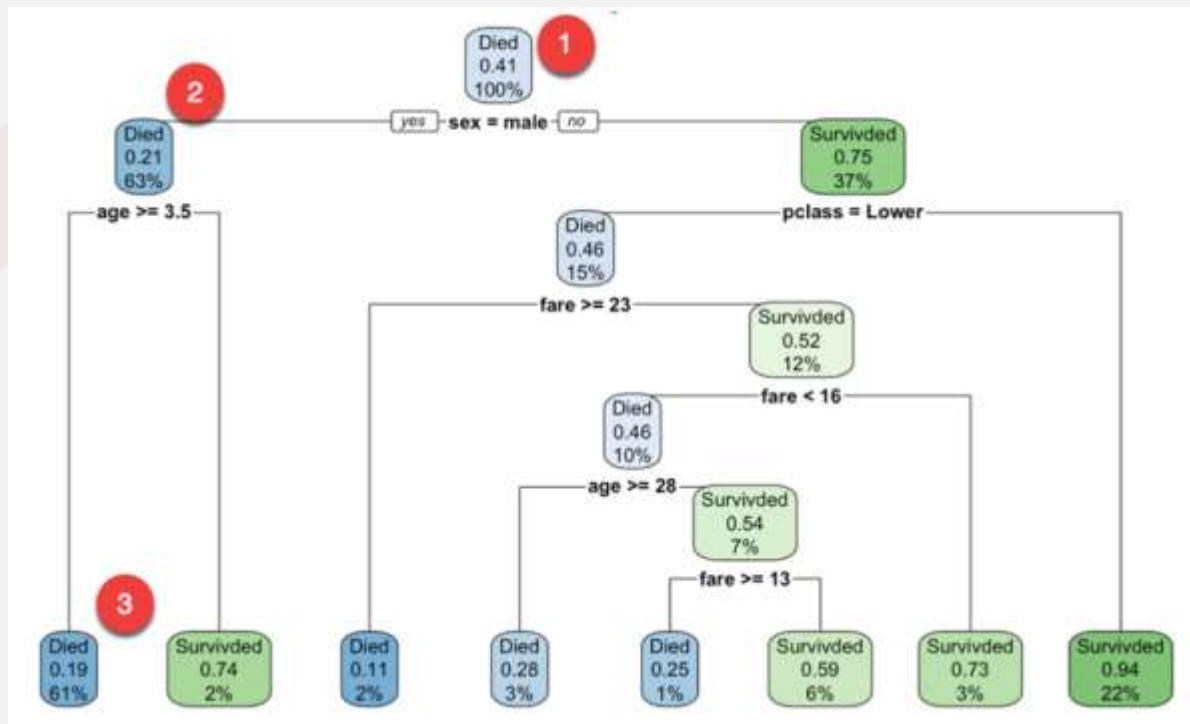 Died
0.41
100%
1
2
yes sex = male no
Died
0.21
63%
Survivded
0.75
37%
age >= 3.5
pclass = Lower
Died
0.46
15%
fare >= 23
Survivded
0.52
12%
fare < 16
Died
0.46
10%
age >= 28
Survivded
0.54
7%
fare >= 13
3
Died
0.19
61%
Survivded
0.74
2%
Died
0.11
2%
Died
0.28
3%
Died
0.25
1%
Survivded
0.59
6%
Survivded
0.73
3%
Survivded
0.94
22%